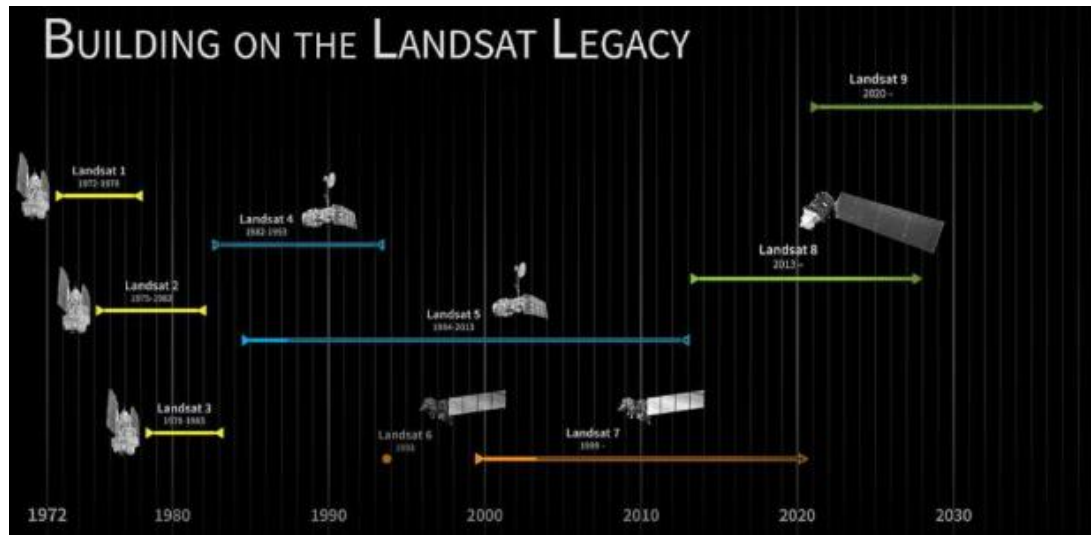 BUILDING ON THE LANDSAT LEGACY
Landsat 9
2020 -
Landsat 1
1972-1978
Landsat 4
1982-1993
Landsat 8
2013 -
Landsat 2
1975-1982
Landsat 5
1984-2013
Landsat 3
1978-1983
Landsat 6
1993
Landsat 7
1999 -
1972 1980 1990 2000 2010 2020 2030